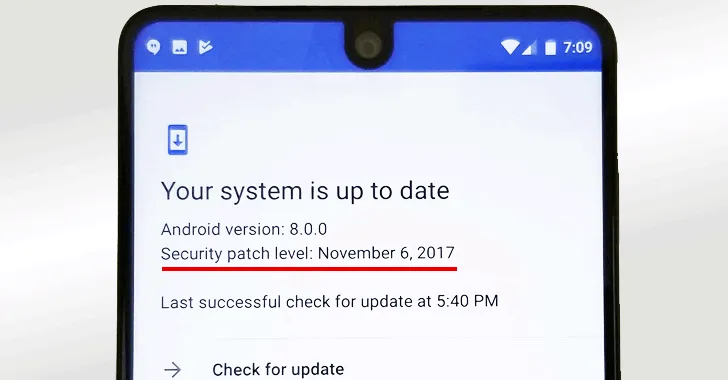 7:09
Your system is up to date
Android version: 8.0.0
Security patch level: November 6, 2017
Last successful check for update at 5:40 PM
Check for update